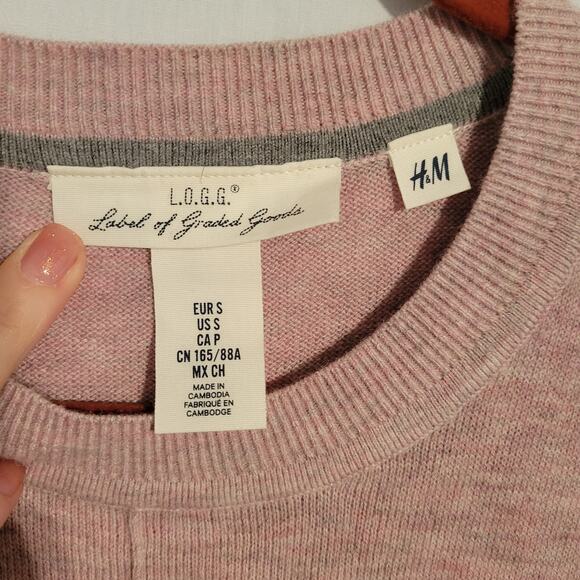 L.O.G.G.®
Label of Graded Goods
H&M
EUR S
US S
CA P
CN 165/88A
MX CH
MADE IN
CAMBODIA
FABRIQUÉ EN
CAMBODGE